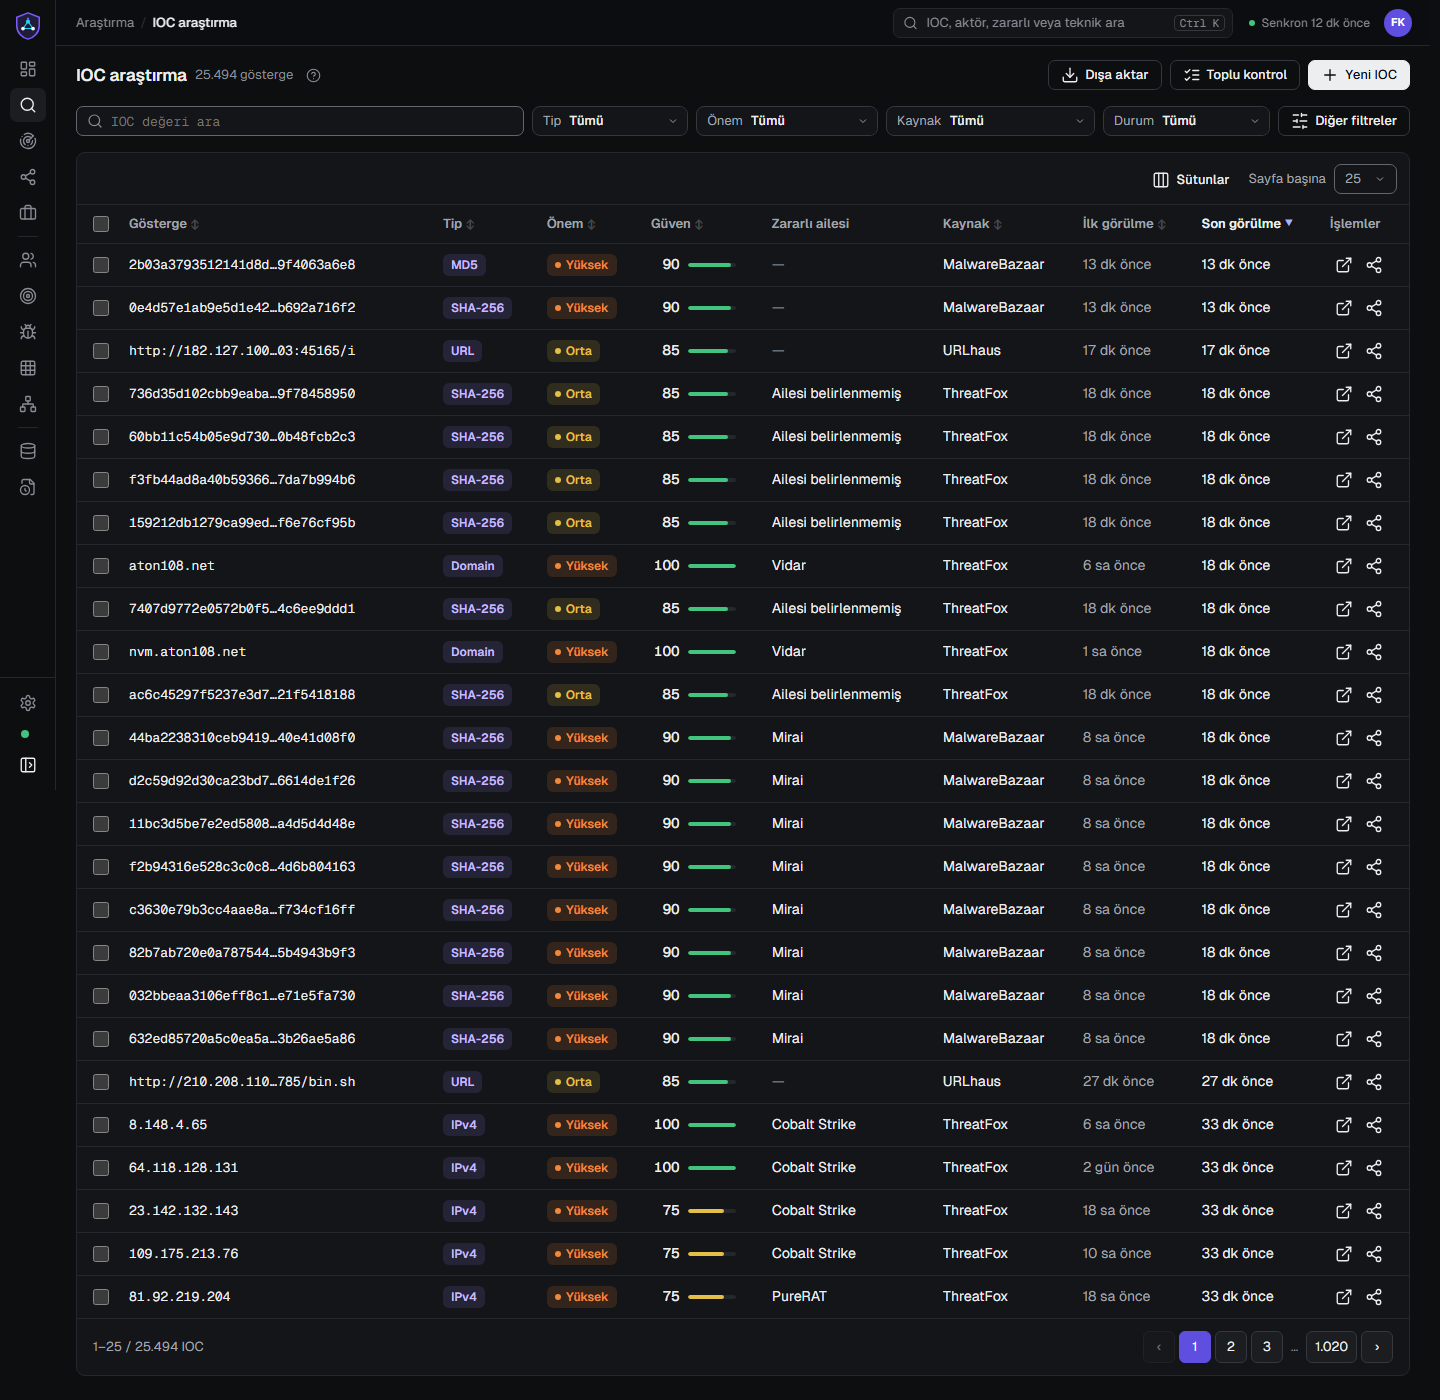 Araştırma / IOC araştırma
IOC, aktör, zararlı veya teknik ara Ctrl K
Senkron 12 dk önce FK
IOC araştırma 25.494 gösterge
Dışa aktar Toplu kontrol Yeni IOC
IOC değeri ara Tip Tümü Önem Tümü Kaynak Tümü Durum Tümü Diğer filtreler
Sütunlar Sayfa başına 25
Gösterge Tip Önem Güven Zararlı ailesi Kaynak İlk görülme Son görülme İşlemler
2b03a3793512141d8d…9f4063a6e8 MD5 Yüksek 90 — MalwareBazaar 13 dk önce 13 dk önce
0e4d57e1ab9e5d1e42…b692a716f2 SHA-256 Yüksek 90 — MalwareBazaar 13 dk önce 13 dk önce
http://182.127.100…03:45165/i URL Orta 85 — URLhaus 17 dk önce 17 dk önce
736d35d102cbb9eaba…9f78458950 SHA-256 Orta 85 Ailesi belirlenmemiş ThreatFox 18 dk önce 18 dk önce
60bb11c54b05e9d730…0b48fcb2c3 SHA-256 Orta 85 Ailesi belirlenmemiş ThreatFox 18 dk önce 18 dk önce
f3fb44ad8a40b59366…7da7b994b6 SHA-256 Orta 85 Ailesi belirlenmemiş ThreatFox 18 dk önce 18 dk önce
159212db1279ca99ed…f6e76cf95b SHA-256 Orta 85 Ailesi belirlenmemiş ThreatFox 18 dk önce 18 dk önce
aton108.net Domain Yüksek 100 Vidar ThreatFox 6 sa önce 18 dk önce
7407d9772e0572b0f5…4c6ee9ddd1 SHA-256 Orta 85 Ailesi belirlenmemiş ThreatFox 18 dk önce 18 dk önce
nvm.aton108.net Domain Yüksek 100 Vidar ThreatFox 1 sa önce 18 dk önce
ac6c45297f5237e3d7…21f5418188 SHA-256 Orta 85 Ailesi belirlenmemiş ThreatFox 18 dk önce 18 dk önce
44ba2238310ceb9419…40e41d08f0 SHA-256 Yüksek 90 Mirai MalwareBazaar 8 sa önce 18 dk önce
d2c59d92d30ca23bd7…6614de1f26 SHA-256 Yüksek 90 Mirai MalwareBazaar 8 sa önce 18 dk önce
11bc3d5be7e2ed5808…a4d5d4d48e SHA-256 Yüksek 90 Mirai MalwareBazaar 8 sa önce 18 dk önce
f2b94316e528c3c0c8…4d6b804163 SHA-256 Yüksek 90 Mirai MalwareBazaar 8 sa önce 18 dk önce
c3630e79b3cc4aae8a…f734cf16ff SHA-256 Yüksek 90 Mirai MalwareBazaar 8 sa önce 18 dk önce
82b7ab720e0a787544…5b4943b9f3 SHA-256 Yüksek 90 Mirai MalwareBazaar 8 sa önce 18 dk önce
032bbeaa3106eff8c1…e71e5fa730 SHA-256 Yüksek 90 Mirai MalwareBazaar 8 sa önce 18 dk önce
632ed85720a5c0ea5a…3b26ae5a86 SHA-256 Yüksek 90 Mirai MalwareBazaar 8 sa önce 18 dk önce
http://210.208.110…785/bin.sh URL Orta 85 — URLhaus 27 dk önce 27 dk önce
8.148.4.65 IPv4 Yüksek 100 Cobalt Strike ThreatFox 6 sa önce 33 dk önce
64.118.128.131 IPv4 Yüksek 100 Cobalt Strike ThreatFox 2 gün önce 33 dk önce
23.142.132.143 IPv4 Yüksek 75 Cobalt Strike ThreatFox 18 sa önce 33 dk önce
109.175.213.76 IPv4 Yüksek 75 Cobalt Strike ThreatFox 10 sa önce 33 dk önce
81.92.219.204 IPv4 Yüksek 75 PureRAT ThreatFox 18 sa önce 33 dk önce
1–25 / 25.494 IOC ‹ 1 2 3 … 1.020 ›